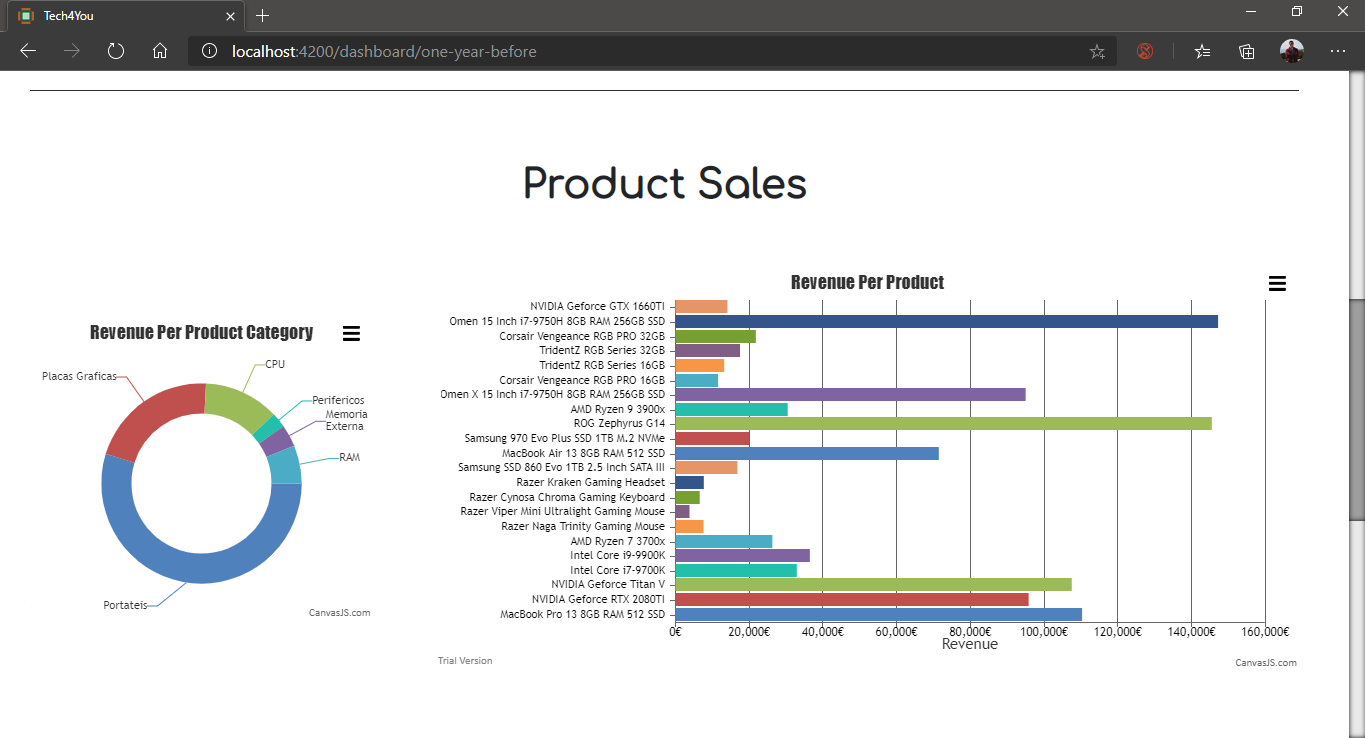 Tech4You
localhost:4200/dashboard/one-year-before
Product Sales
Revenue Per Product Category
Placas Graficas
CPU
Perifericos
Memoria
Externa
RAM
Portateis
CanvasJS.com
Revenue Per Product
NVIDIA Geforce GTX 1660TI
Omen 15 Inch i7-9750H 8GB RAM 256GB SSD
Corsair Vengeance RGB PRO 32GB
TridentZ RGB Series 32GB
TridentZ RGB Series 16GB
Corsair Vengeance RGB PRO 16GB
Omen X 15 Inch i7-9750H 8GB RAM 256GB SSD
AMD Ryzen 9 3900x
ROG Zephyrus G14
Samsung 970 Evo Plus SSD 1TB M.2 NVMe
MacBook Air 13 8GB RAM 512 SSD
Samsung SSD 860 Evo 1TB 2.5 Inch SATA III
Razer Kraken Gaming Headset
Razer Cynosa Chroma Gaming Keyboard
Razer Viper Mini Ultralight Gaming Mouse
Razer Naga Trinity Gaming Mouse
AMD Ryzen 7 3700x
Intel Core i9-9900K
Intel Core i7-9700K
NVIDIA Geforce Titan V
NVIDIA Geforce RTX 2080TI
MacBook Pro 13 8GB RAM 512 SSD
0€ 20,000€ 40,000€ 60,000€ 80,000€ 100,000€ 120,000€ 140,000€ 160,000€
Revenue
Trial Version
CanvasJS.com